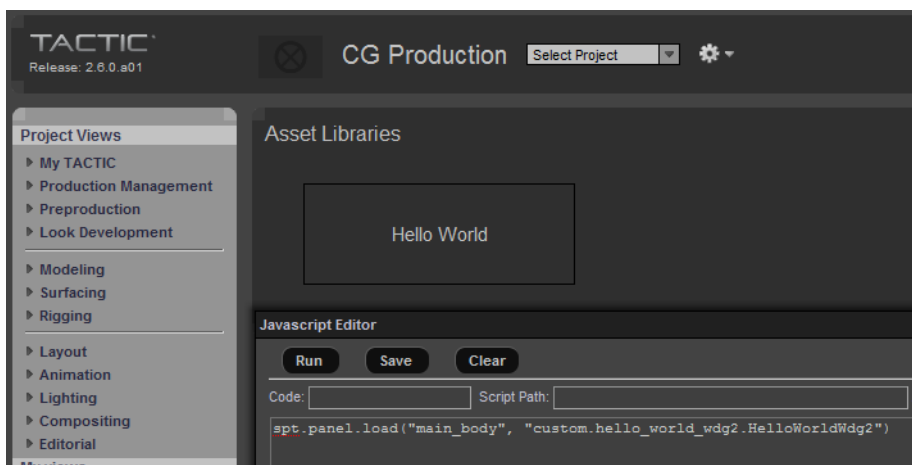 TACTIC
Release: 2.6.0.a01
CG Production
Select Project
Project Views
My TACTIC
Production Management
Preproduction
Look Development
Modeling
Surfacing
Rigging
Layout
Animation
Lighting
Compositing
Editorial
My views
Asset Libraries
Hello World
Javascript Editor
Run Save Clear
Code: Script Path:
spt.panel.load("main_body", "custom.hello_world_wdg2.HelloWorldWdg2")